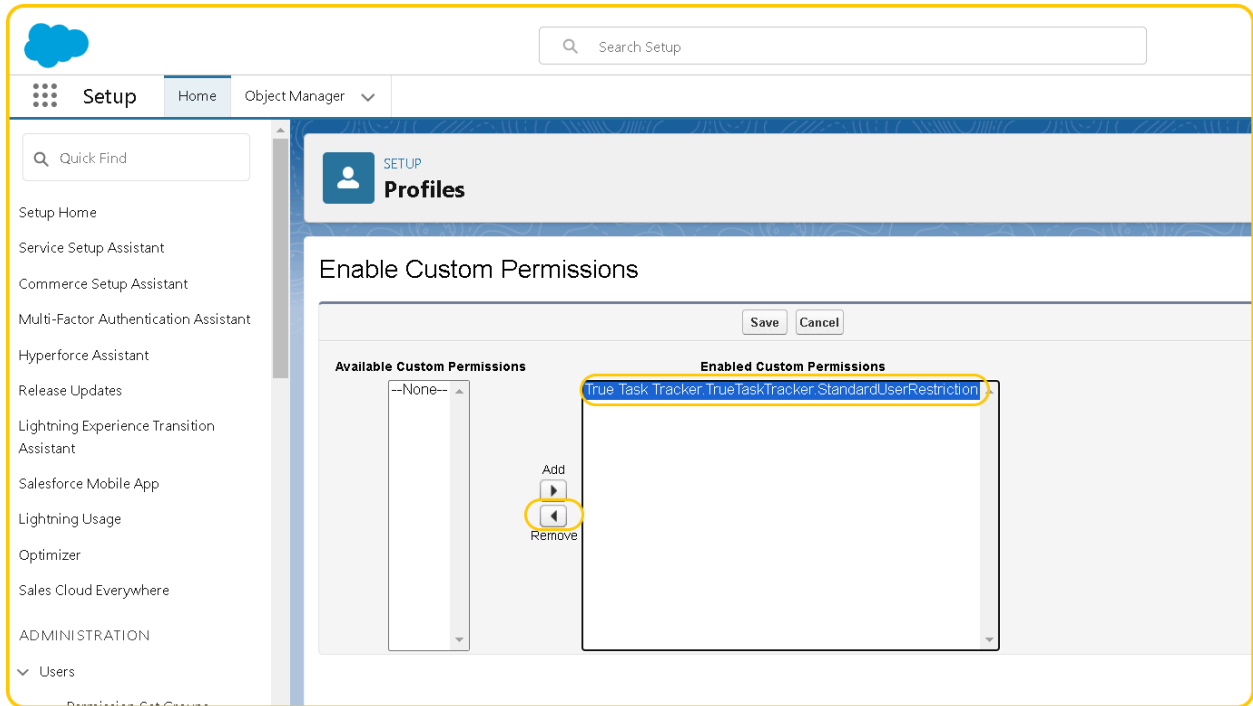 Search Setup
Setup
Home
Object Manager
Quick Find
Setup Home
Service Setup Assistant
Commerce Setup Assistant
Multi-Factor Authentication Assistant
Hyperforce Assistant
Release Updates
Lightning Experience Transition
Assistant
Salesforce Mobile App
Lightning Usage
Optimizer
Sales Cloud Everywhere
ADMINISTRATION
Users
Permission Set Groups
SETUP
Profiles
Enable Custom Permissions
Save
Cancel
Available Custom Permissions
Enabled Custom Permissions
--None--
True Task Tracker.TrueTaskTracker.StandardUserRestriction
Add
Remove